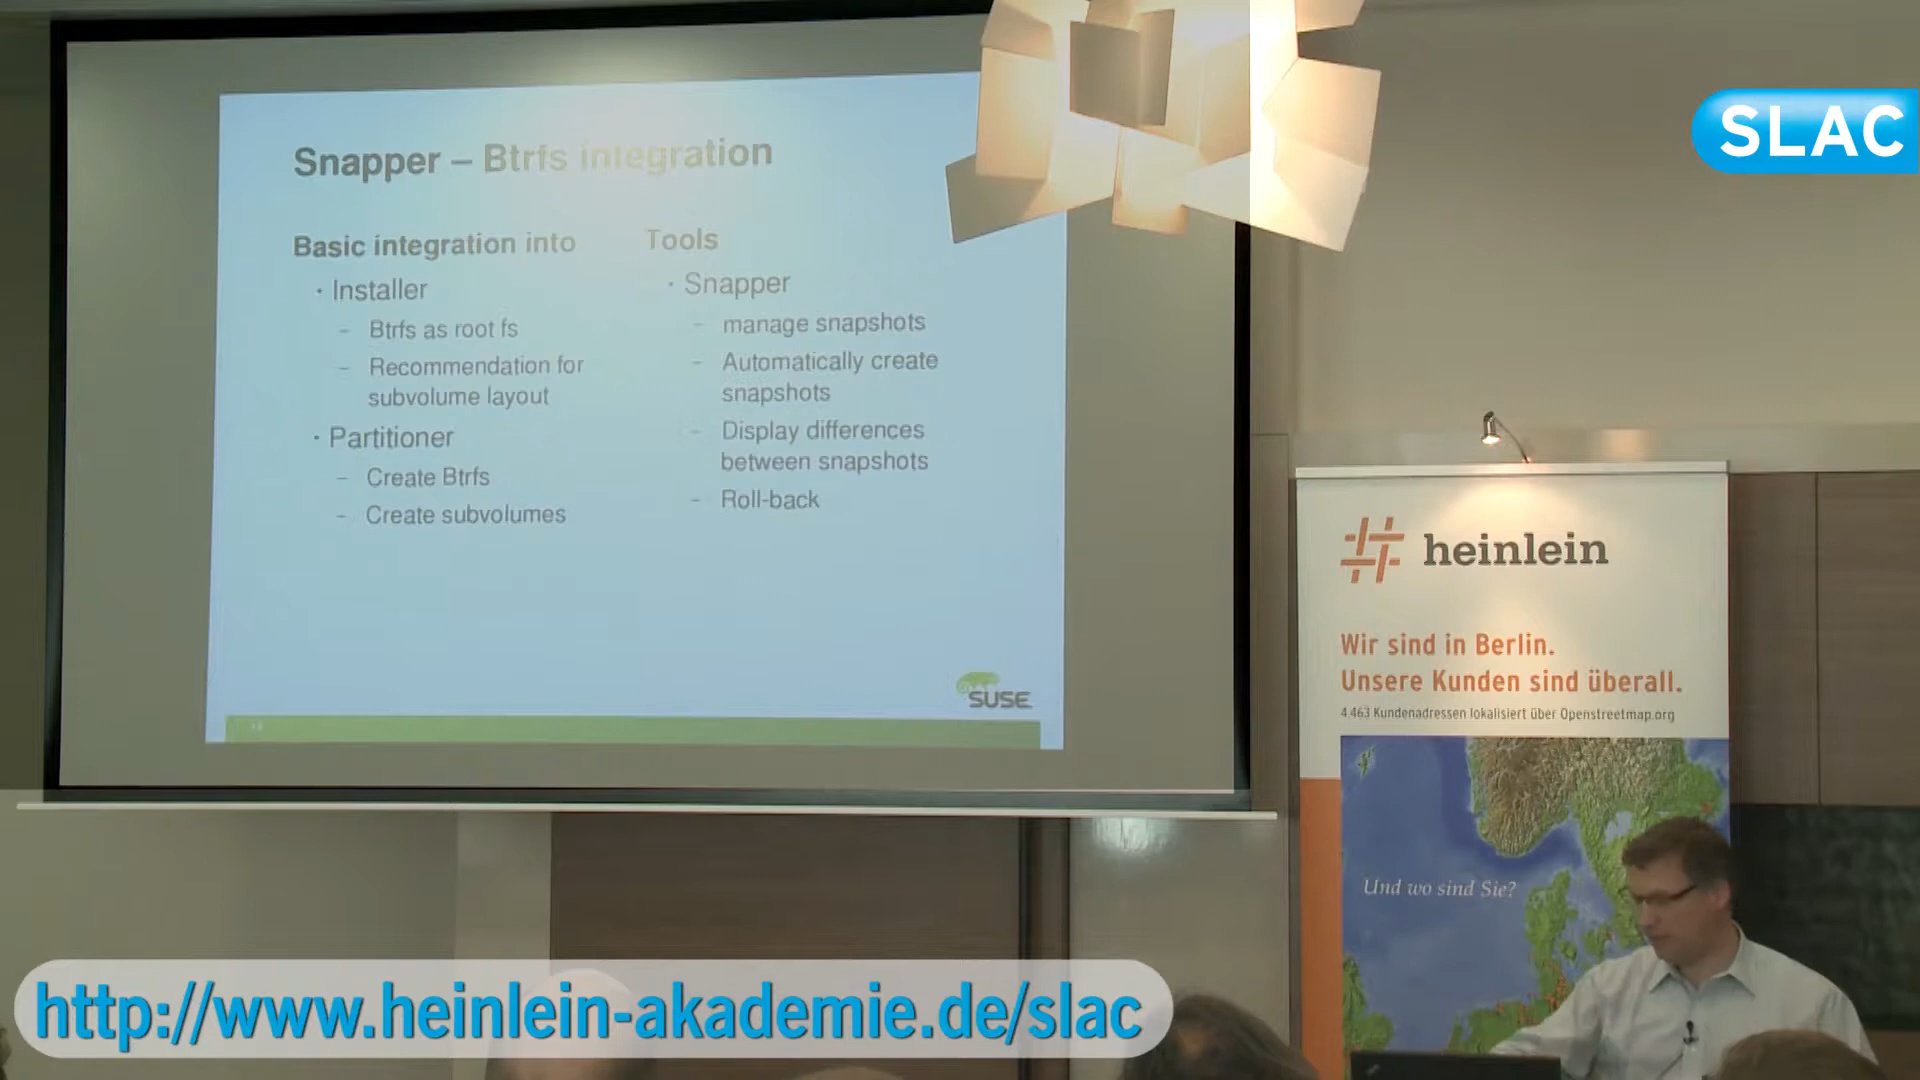 Snapper – Btrfs integration
Basic integration into
· Installer
– Btrfs as root fs
– Recommendation for
subvolume layout
· Partitioner
– Create Btrfs
– Create subvolumes
Tools
· Snapper
– manage snapshots
– Automatically create
snapshots
– Display differences
between snapshots
– Roll-back
SUSE
SLAC
heinlein
Wir sind in Berlin.
Unsere Kunden sind überall.
4 463 Kundenadressen lokalisiert über Openstreetmap.org
Und wo sind Sie?
http://www.heinlein-akademie.de/slac